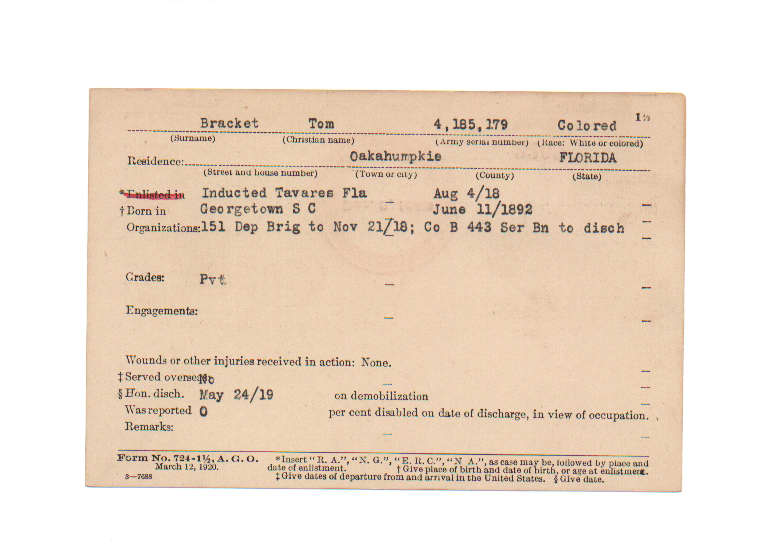 Bracket Tom 4,185,179 Colored 1½
(Surname) (Christian name) (Army serial number) (Race: White or colored)
Residence: Oakahumpkie FLORIDA
(Street and house number) (Town or city) (County) (State)
*Enlisted in Inducted Tavares Fla Aug 4/18
†Born in Georgetown S C June 11/1892
Organizations: 151 Dep Brig to Nov 21/18; Co B 443 Ser Bn to disch
Grades: Pvt
Engagements:
Wounds or other injuries received in action: None.
‡Served overseas: No
§Hon. disch. May 24/19 on demobilization
Was reported 0 per cent disabled on date of discharge, in view of occupation.
Remarks:
Form No. 724-1½, A. G. O. *Insert "R. A.", "N. G.", "E. R. C.", "N A.", as case may be, followed by place and
March 12, 1920. date of enlistment. †Give place of birth and date of birth, or age at enlistment.
3—7688 ‡Give dates of departure from and arrival in the United States. §Give date.